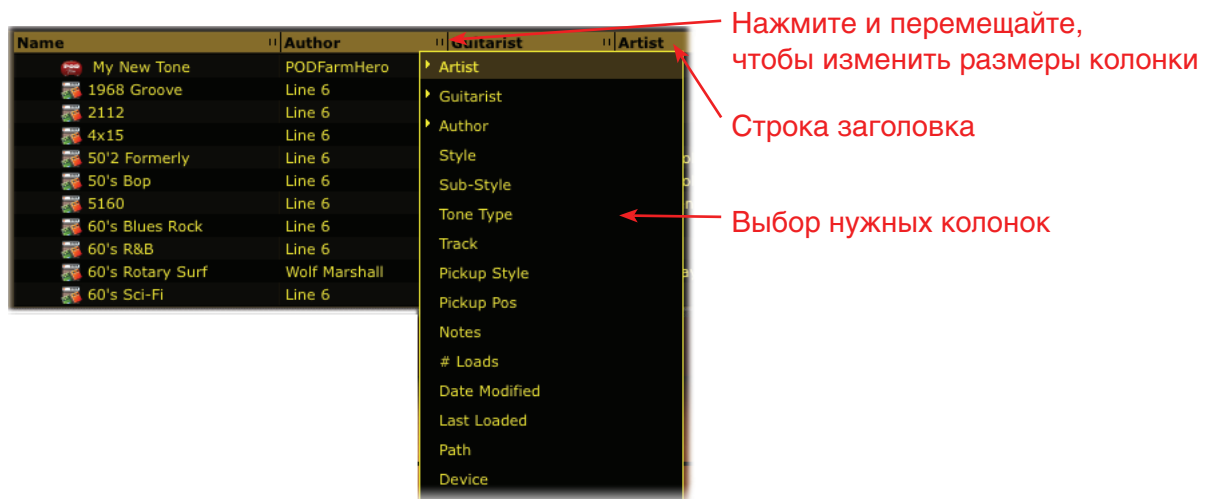 Нажмите и перемещайте,
чтобы изменить размеры колонки
Name Author Guitarist Artist
Строка заголовка
My New Tone PODFarmHero
1968 Groove Line 6
2112 Line 6
4x15 Line 6
50'2 Formerly Line 6
50's Bop Line 6
5160 Line 6
60's Blues Rock Line 6
60's R&B Line 6
60's Rotary Surf Wolf Marshall
60's Sci-Fi Line 6
Artist
Guitarist
Author
Style
Sub-Style
Tone Type
Track
Pickup Style
Pickup Pos
Notes
# Loads
Date Modified
Last Loaded
Path
Device
Выбор нужных колонок